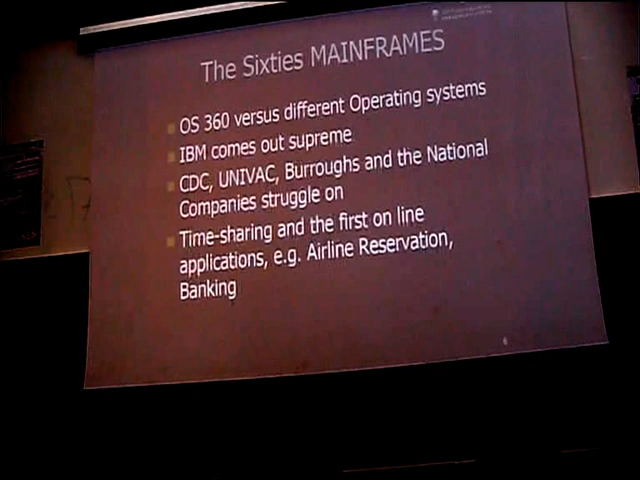 The Sixties MAINFRAMES
OS 360 versus different Operating systems
IBM comes out supreme
CDC, UNIVAC, Burroughs and the National
Companies struggle on
Time-sharing and the first on line
applications, e.g. Airline Reservation,
Banking
6